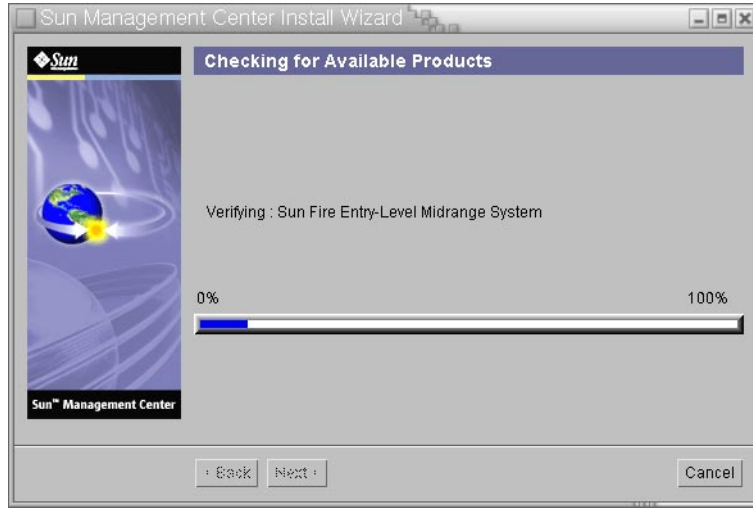 Sun Management Center Install Wizard
Sun
Checking for Available Products
Verifying : Sun Fire Entry-Level Midrange System
0% 100%
Sun™ Management Center
Back Next
Cancel